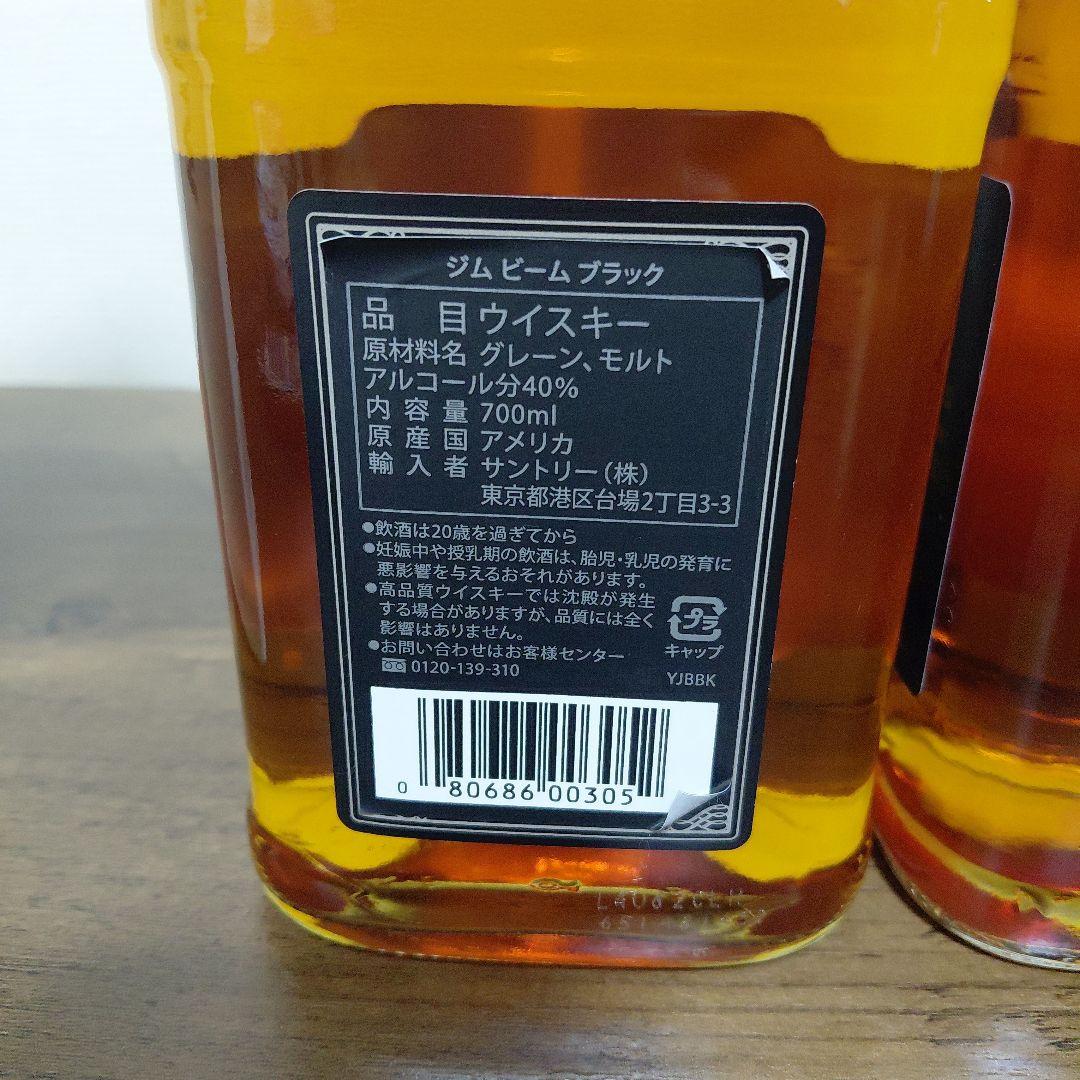 ジム ビーム ブラック
品 目 ウイスキー
原材料名 グレーン、モルト
アルコール分40%
内容量 700ml
原産国 アメリカ
輸入者 サントリー(株)
東京都港区台場2丁目3-3
●飲酒は20歳を過ぎてから
●妊娠中や授乳期の飲酒は、胎児・乳児の発育に
悪影響を与えるおそれがあります。
●高品質ウイスキーでは沈殿が発生
する場合がありますが、品質には全く
影響はありません。
●お問い合わせはお客様センター
0120-139-310
プラ
キャップ
YJBBK
0 80686 00305